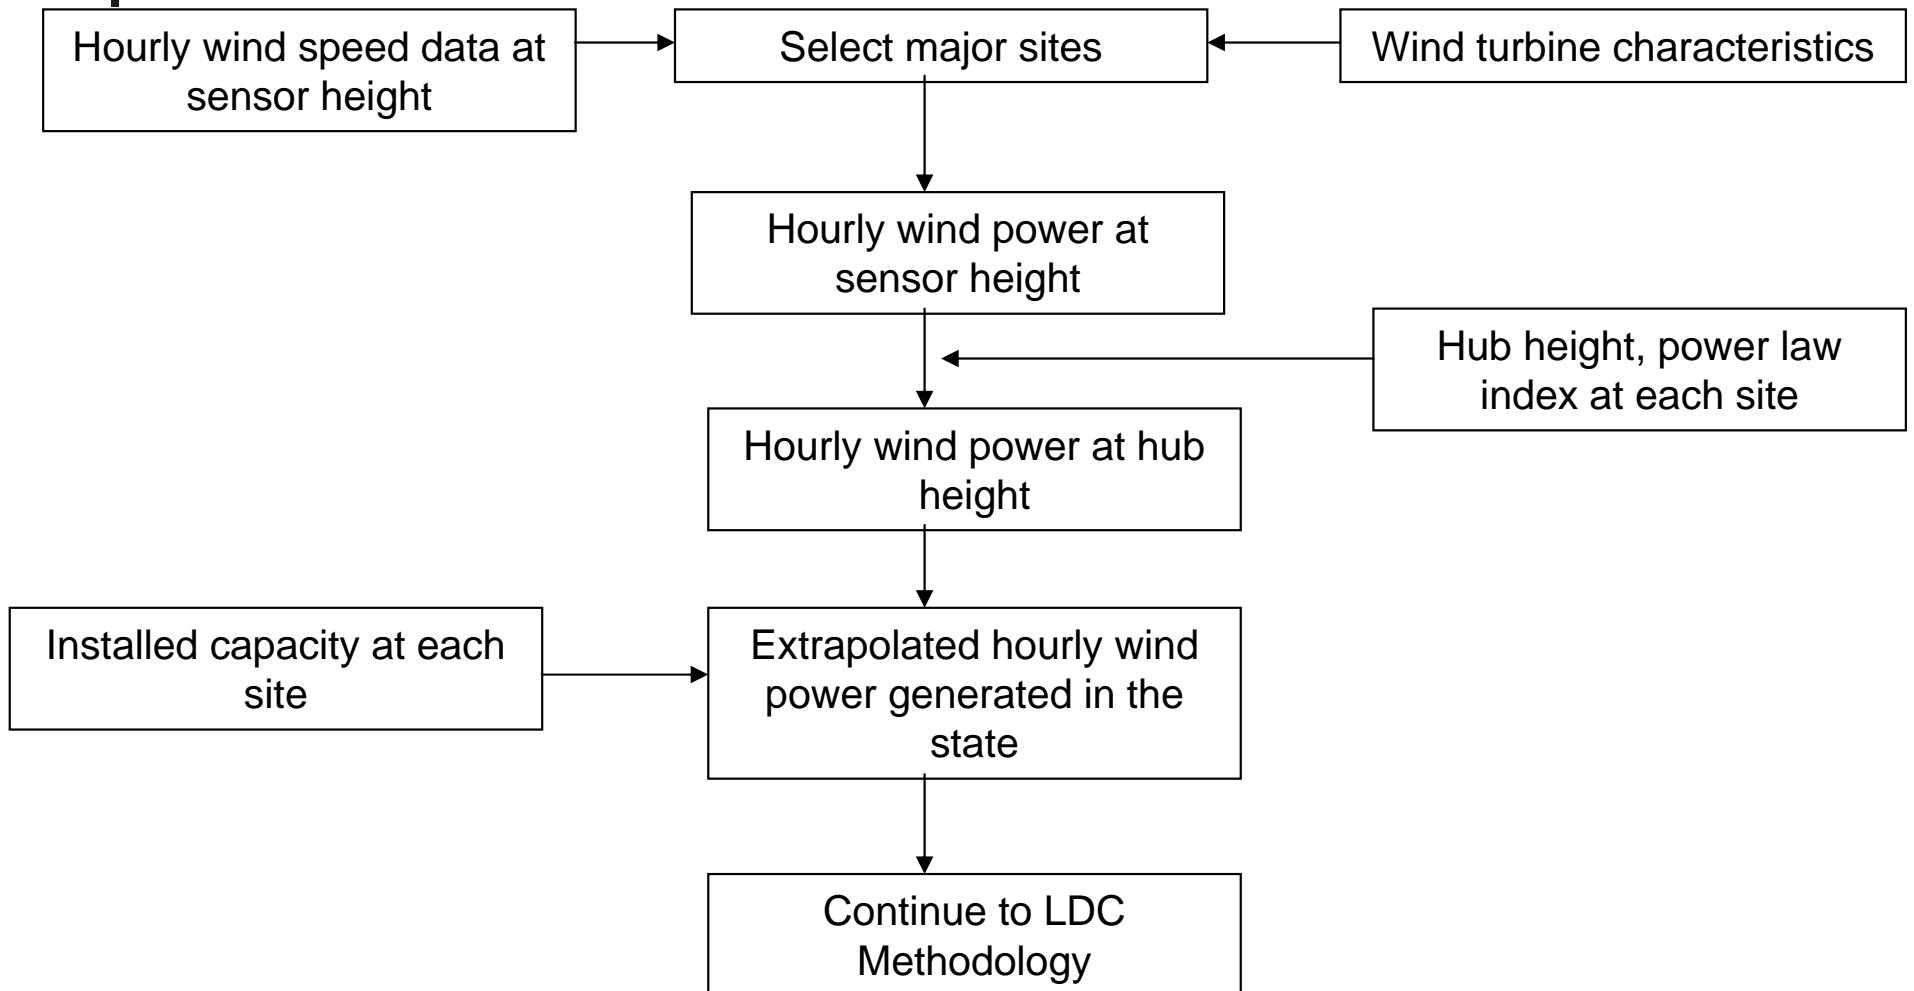 Hourly wind speed data at
sensor height
Select major sites
Wind turbine characteristics
Hourly wind power at
sensor height
Hub height, power law
index at each site
Hourly wind power at hub
height
Installed capacity at each
site
Extrapolated hourly wind
power generated in the
state
Continue to LDC
Methodology